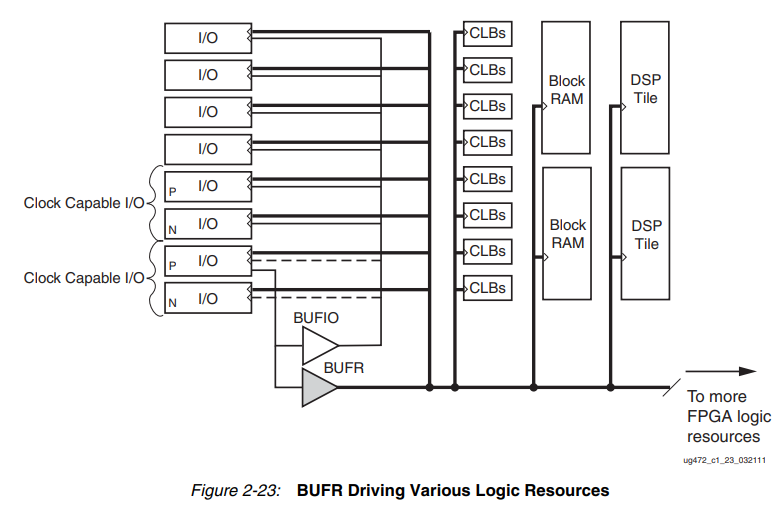 I/O
I/O
I/O
I/O
Clock Capable I/O
P
I/O
N
I/O
Clock Capable I/O
P
I/O
N
I/O
BUFIO
BUFR
CLBs
CLBs
CLBs
CLBs
CLBs
CLBs
CLBs
CLBs
Block
RAM
Block
RAM
DSP
Tile
DSP
Tile
To more
FPGA logic
resources
ug472_c1_23_032111
Figure 2-23: BUFR Driving Various Logic Resources